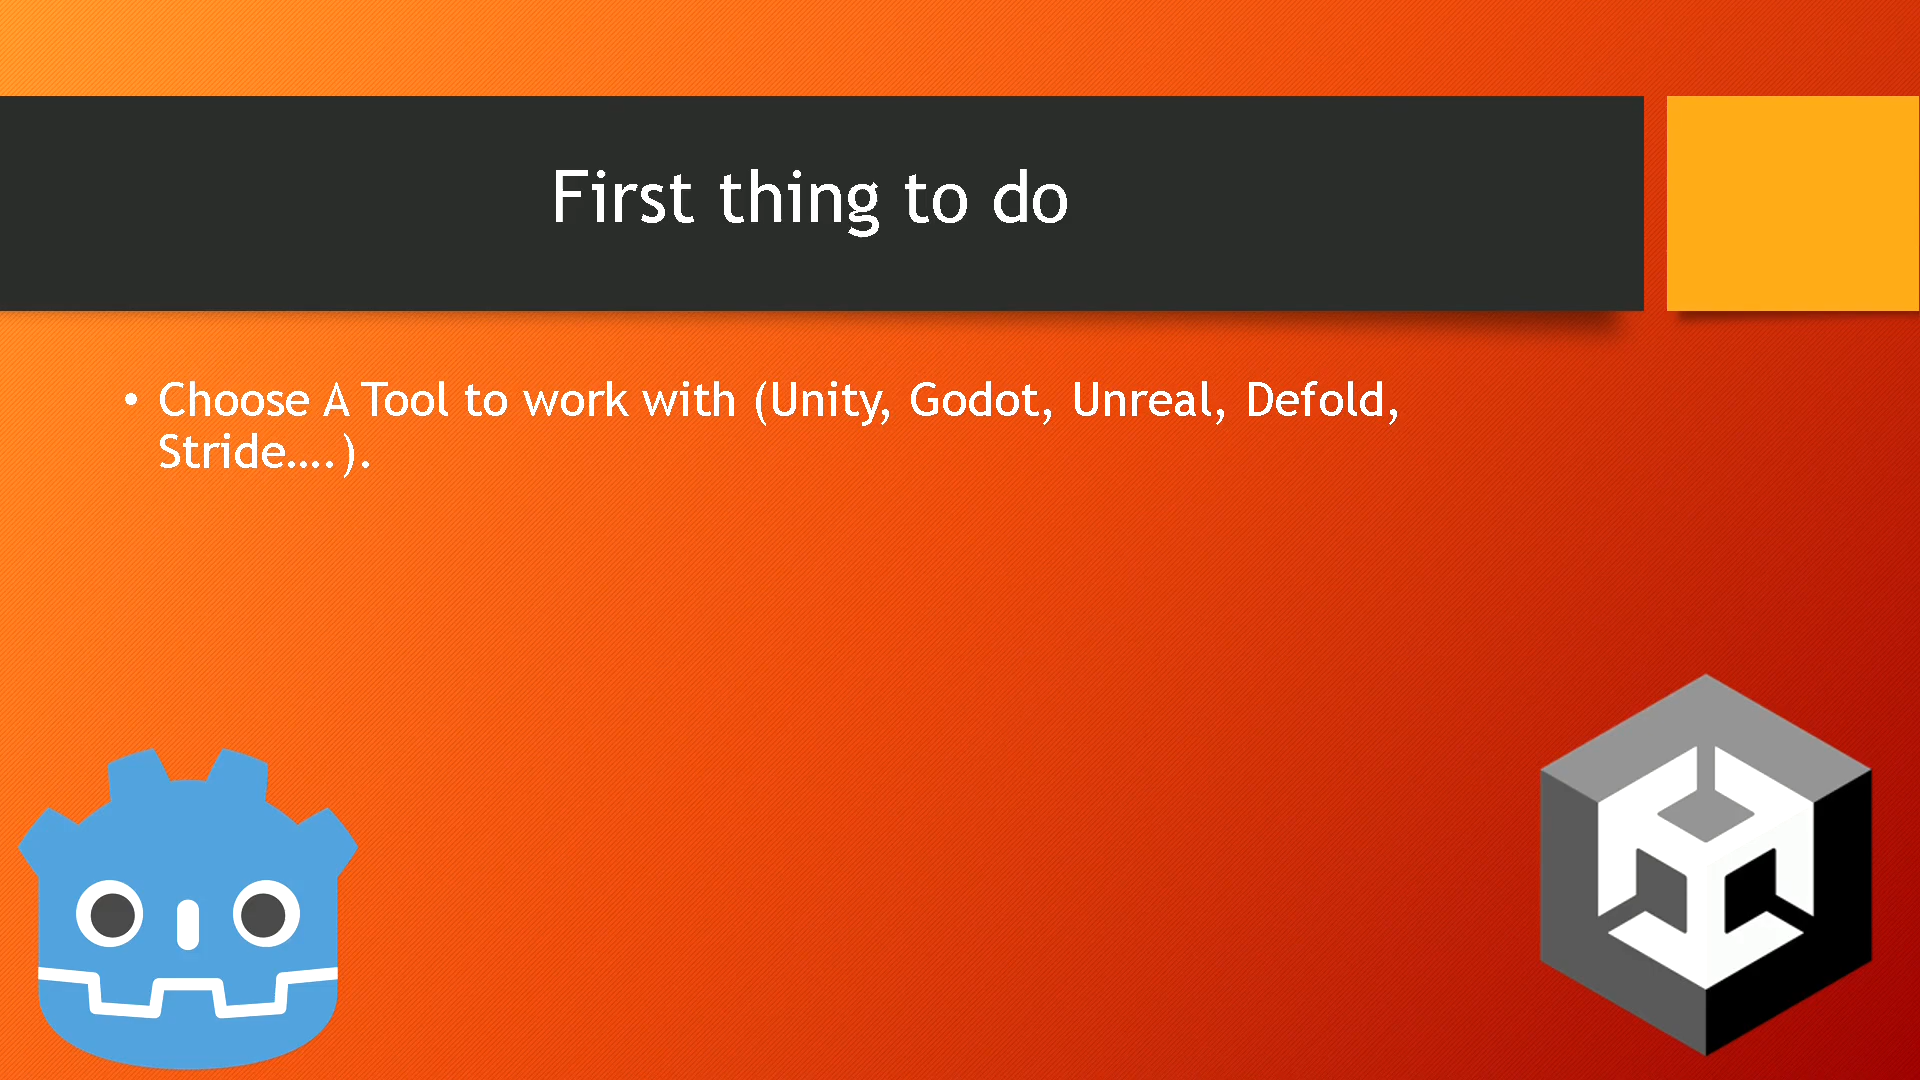 First thing to do
• Choose A Tool to work with (Unity, Godot, Unreal, Defold,
Stride....).